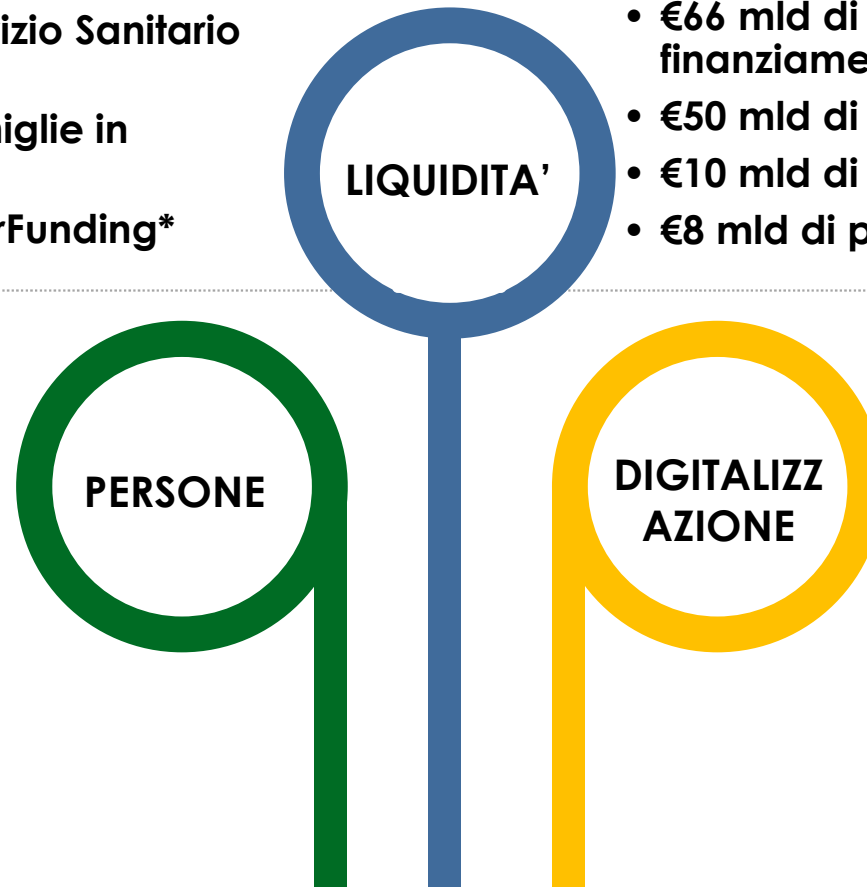 izio Sanitario
iglie in
rFunding*
LIQUIDITA’
• €66 mld di
finanziame
• €50 mld di
• €10 mld di
• €8 mld di p
PERSONE
DIGITALIZZ
AZIONE